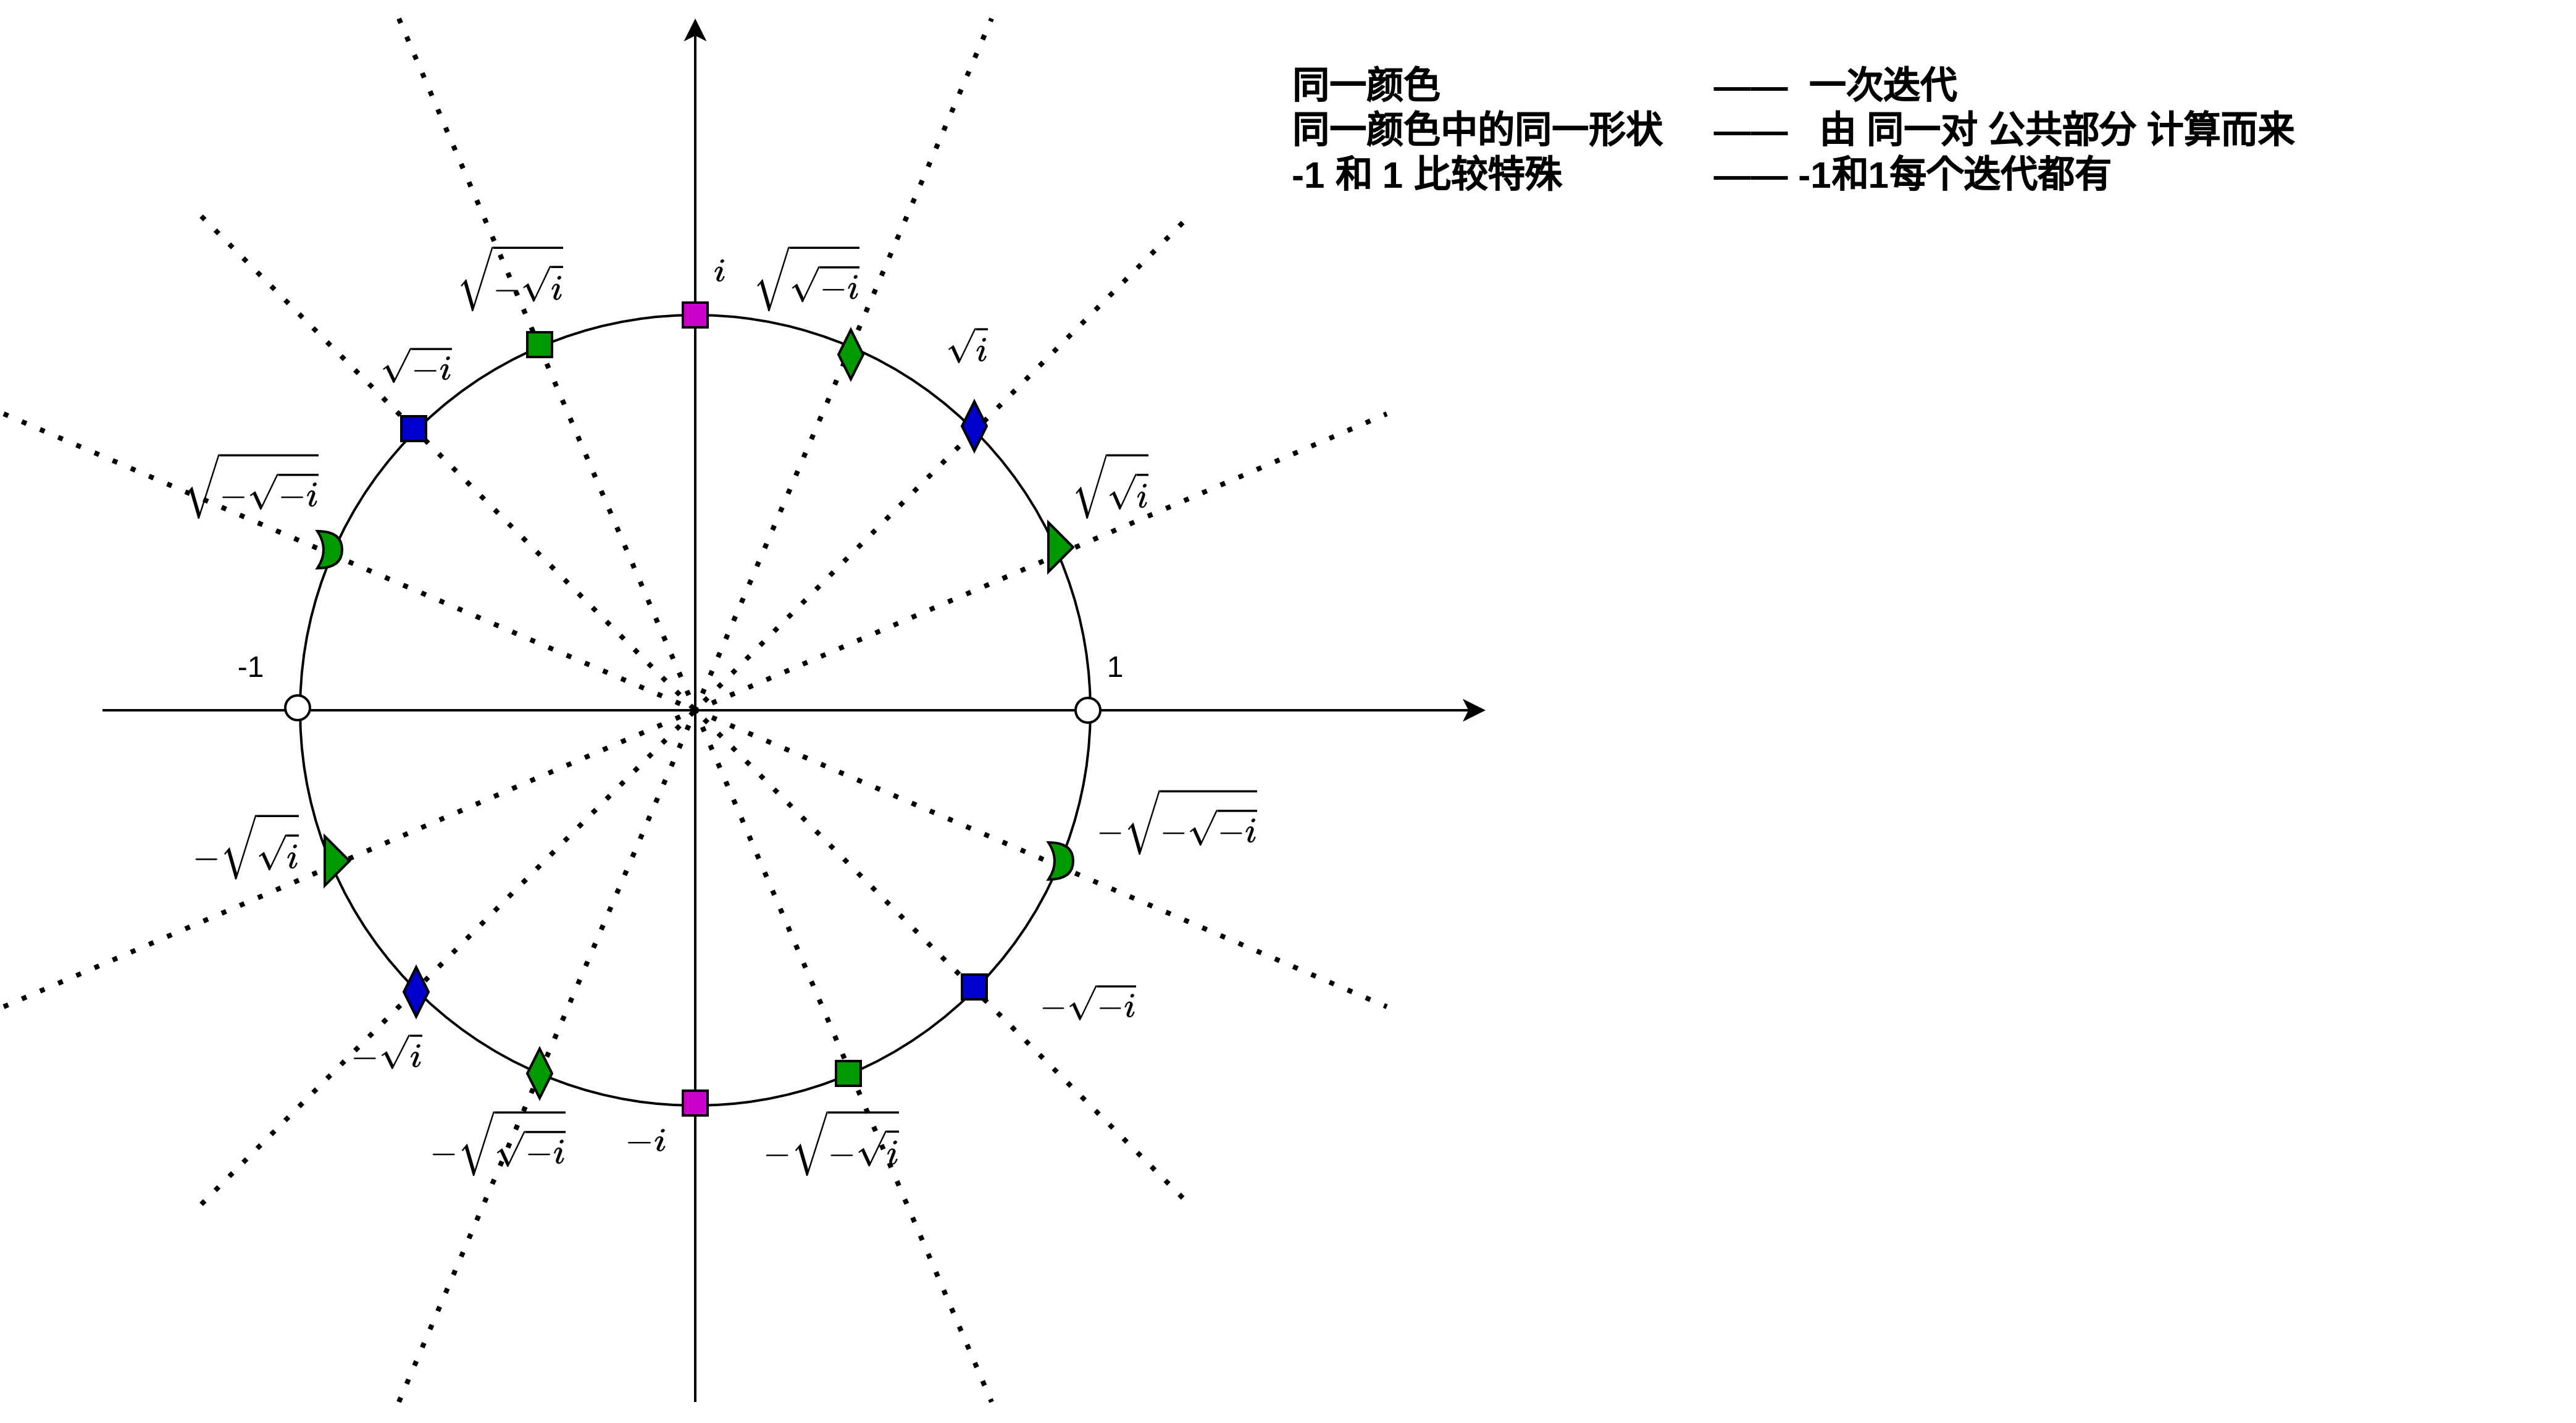 同一颜色 —— 一次迭代
同一颜色中的同一形状 —— 由 同一对 公共部分 计算而来
-1 和 1 比较特殊 —— -1和1每个迭代都有
√(-√i)
i
√(√(-i))
√i
√(-i)
√(-√(-i))
√(√i)
-1
1
-√(√i)
-√(-√(-i))
-√(-i)
-√i
-√(√(-i))
-i
-√(-√i)